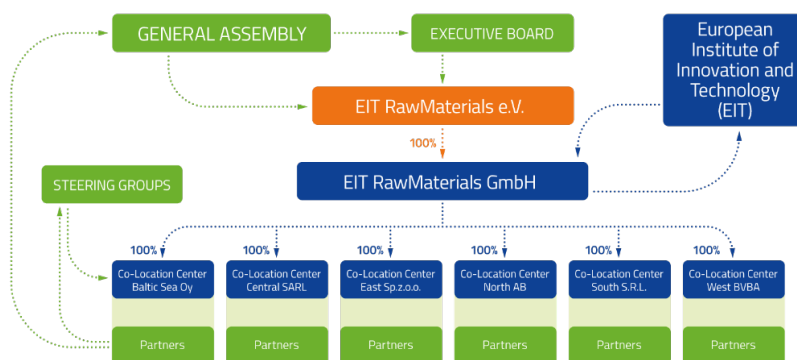 GENERAL ASSEMBLY
EXECUTIVE BOARD
European
Institute of
Innovation and
Technology
(EIT)
EIT RawMaterials e.V.
100%
EIT RawMaterials GmbH
STEERING GROUPS
100%
100%
100%
100%
100%
100%
Co-Location Center
Baltic Sea Oy
Co-Location Center
Central SARL
Co-Location Center
East Sp.z.o.o.
Co-Location Center
North AB
Co-Location Center
South S.R.L.
Co-Location Center
West BVBA
Partners
Partners
Partners
Partners
Partners
Partners